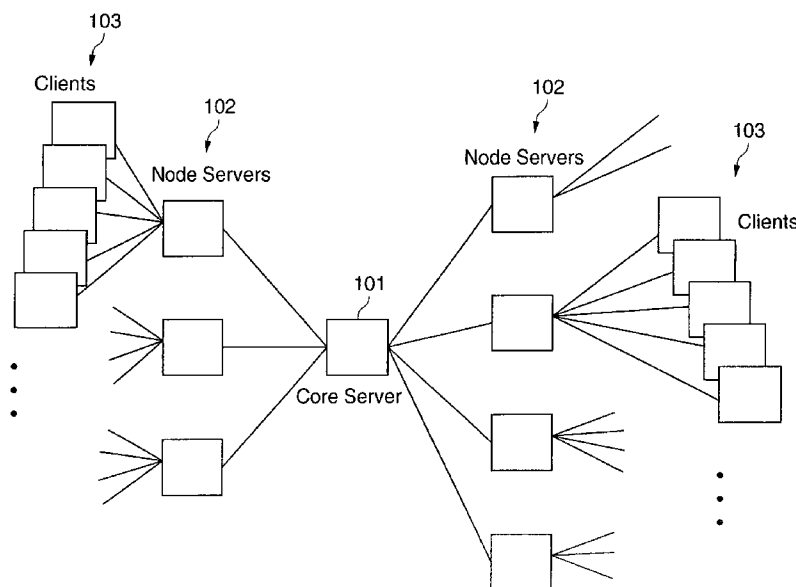 103
Clients
102
Node Servers
102
Node Servers
103
Clients
101
Core Server